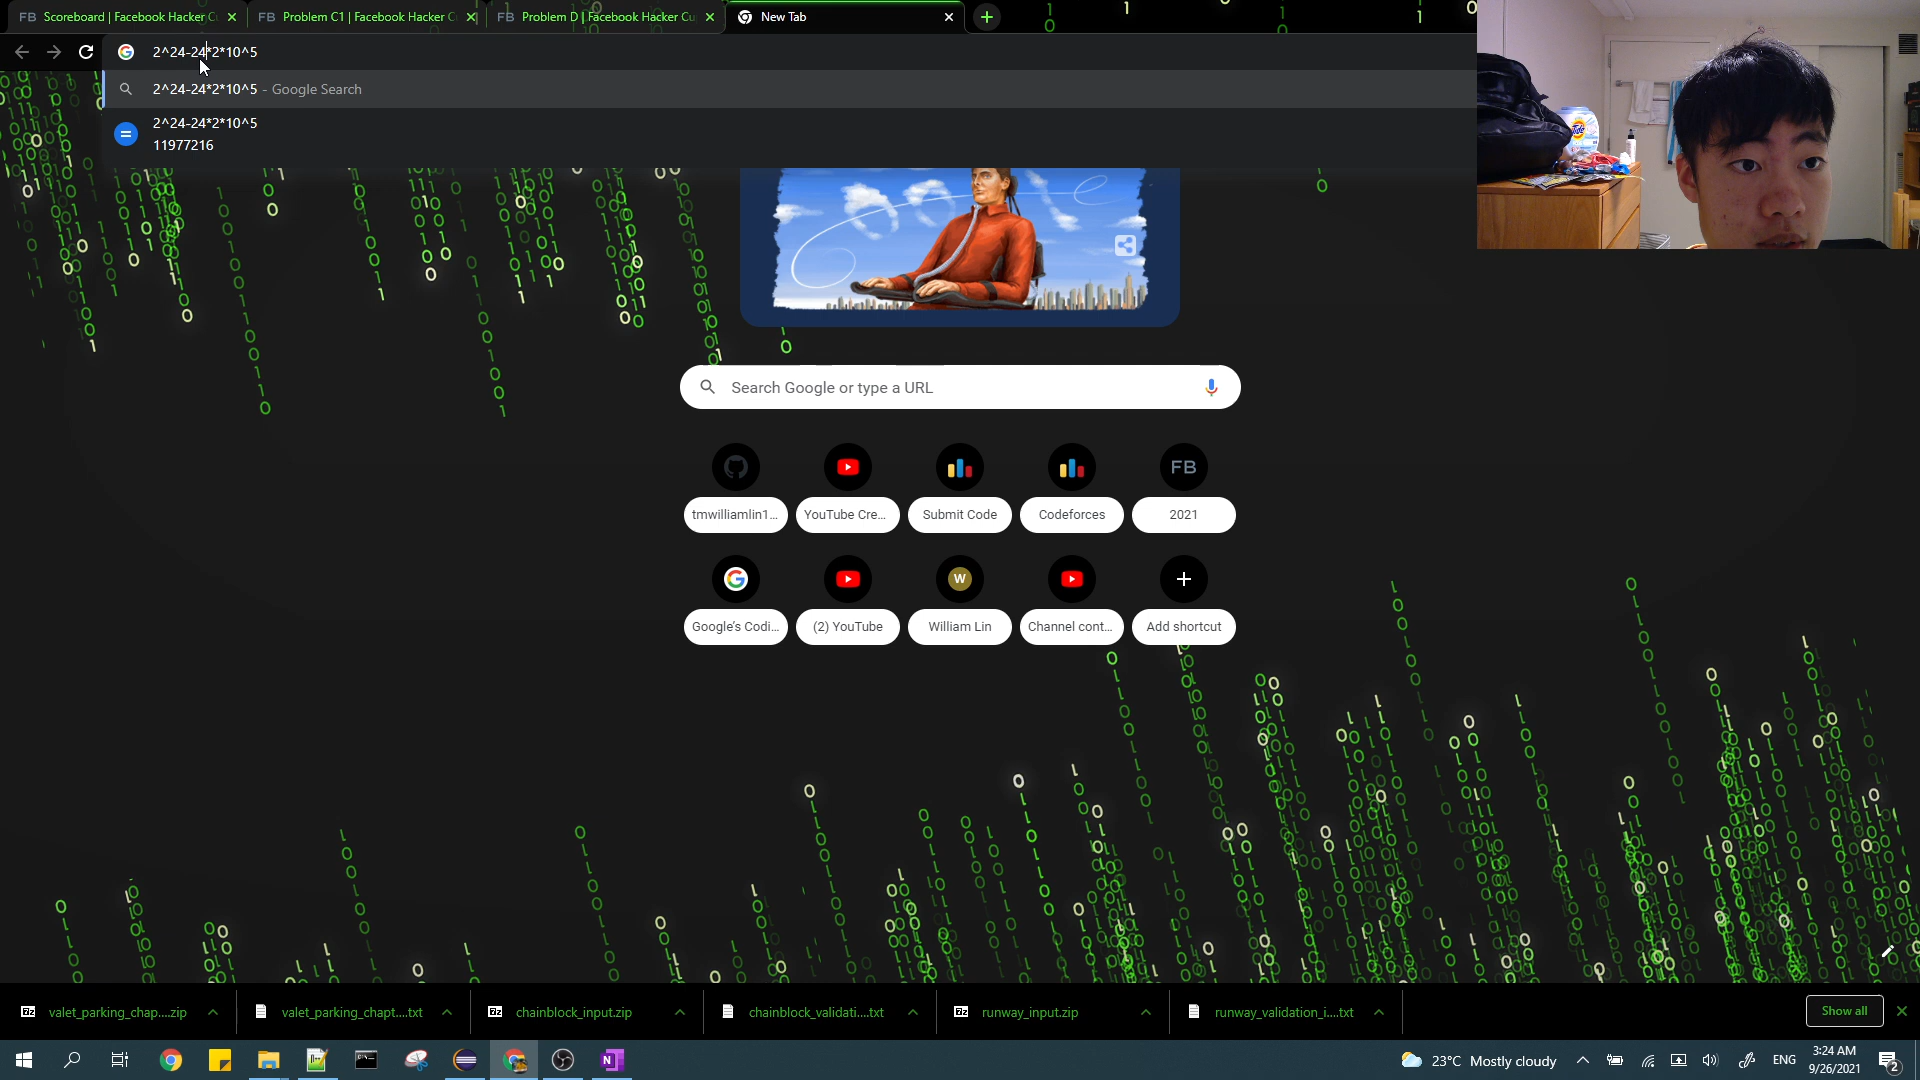 FB Scoreboard | Facebook Hacker C
FB Problem C1 | Facebook Hacker C
FB Problem D | Facebook Hacker Cu
New Tab
2^24-24*2*10^5
2^24-24*2*10^5 - Google Search
2^24-24*2*10^5
11977216
Search Google or type a URL
FB
tmwilliamlin1...
YouTube Cre...
Submit Code
Codeforces
2021
W
Google's Codi...
(2) YouTube
William Lin
Channel cont...
Add shortcut
valet_parking_chap....zip
valet_parking_chapt....txt
chainblock_input.zip
chainblock_validati....txt
runway_input.zip
runway_validation_i....txt
Show all
23°C Mostly cloudy
ENG
3:24 AM
9/26/2021
2